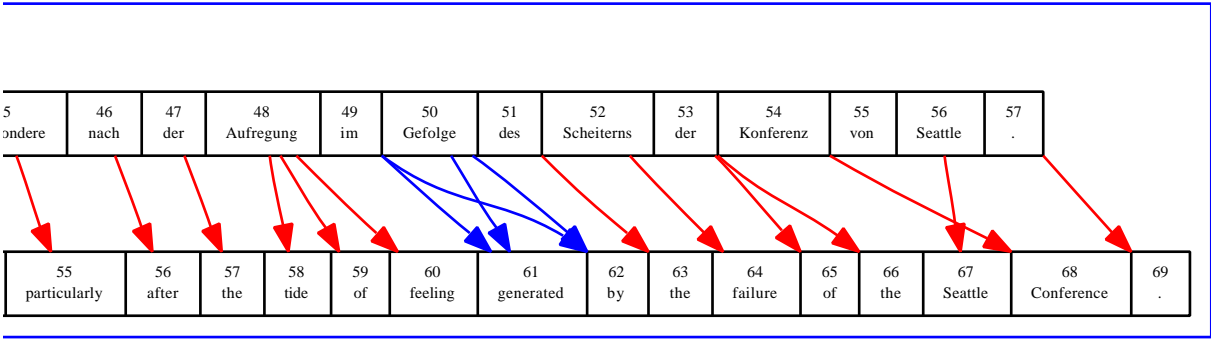 5 46 47 48 49 50 51 52 53 54 55 56 57
ondere nach der Aufregung im Gefolge des Scheiterns der Konferenz von Seattle .
55 56 57 58 59 60 61 62 63 64 65 66 67 68 69
particularly after the tide of feeling generated by the failure of the Seattle Conference .